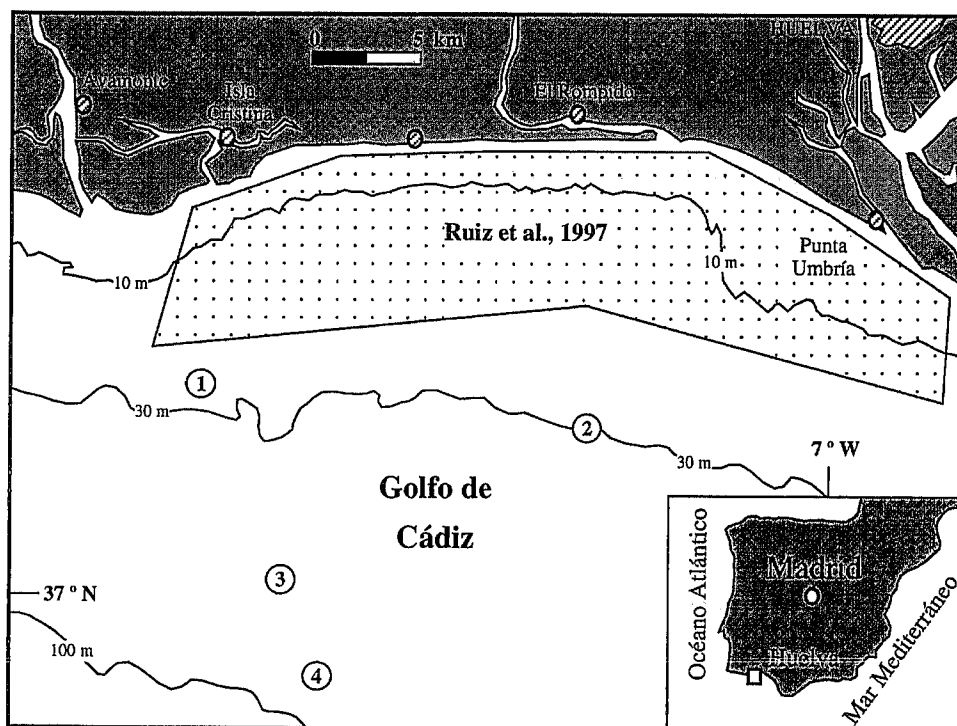 HUELVA
0 5 km
Ayamonte
Isla
Cristina
El Rompido
Ruiz et al., 1997
Punta
Umbría
10 m
10 m
1
30 m
2
7 º W
30 m
Golfo de
Cádiz
3
37 º N
100 m
4
Océano Atlántico
Madrid
Huelva
Mar Mediterráneo